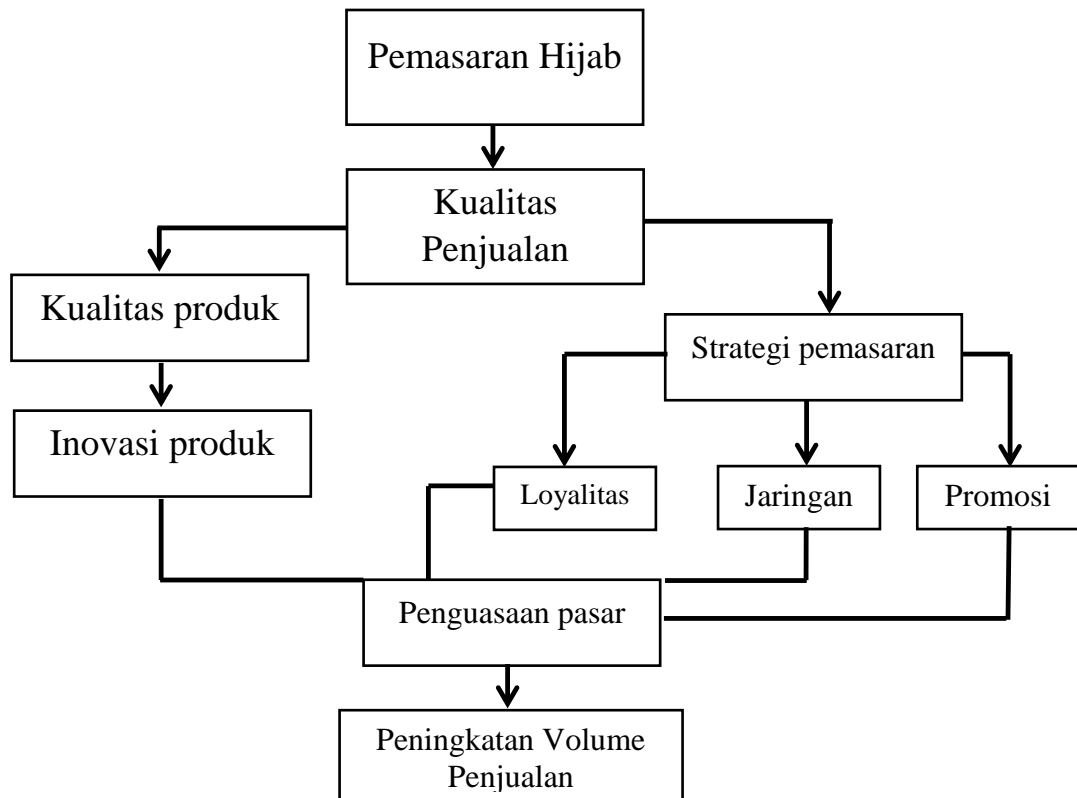 Pemasaran Hijab
Kualitas
Penjualan
Kualitas produk
Strategi pemasaran
Inovasi produk
Loyalitas
Jaringan
Promosi
Penguasaan pasar
Peningkatan Volume
Penjualan